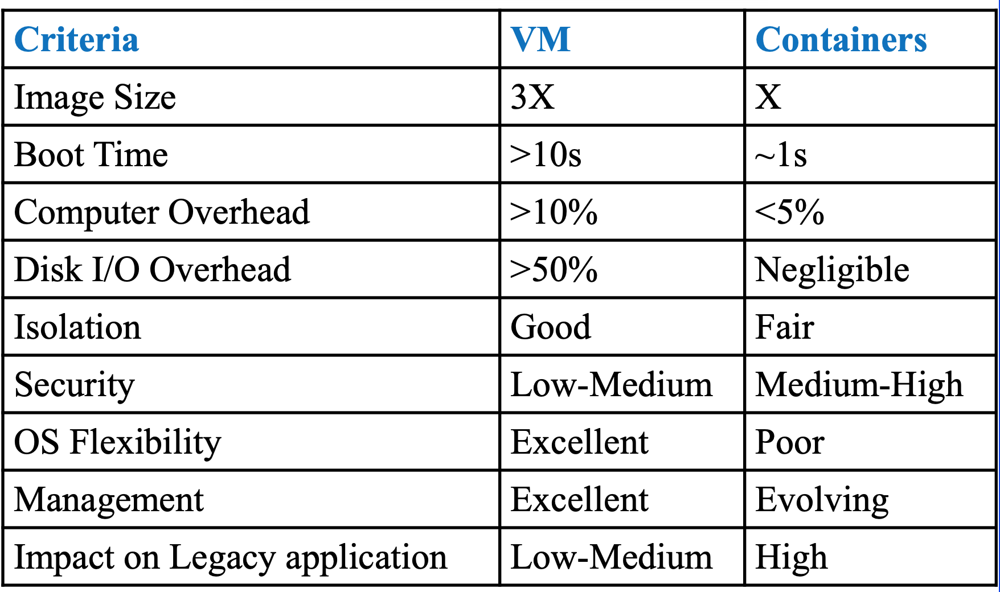 Criteria VM Containers
Image Size 3X X
Boot Time >10s ~1s
Computer Overhead >10% <5%
Disk I/O Overhead >50% Negligible
Isolation Good Fair
Security Low-Medium Medium-High
OS Flexibility Excellent Poor
Management Excellent Evolving
Impact on Legacy application Low-Medium High